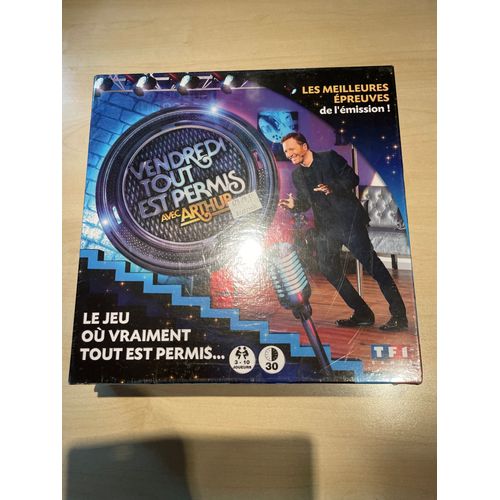 LES MEILLEURES
ÉPREUVES
de l'émission !
VENDREDI
TOUT
EST PERMIS
AVEC ARTHUR
LE JEU
OÙ VRAIMENT
TOUT EST PERMIS...
3 - 10
JOUEURS
30
TF1